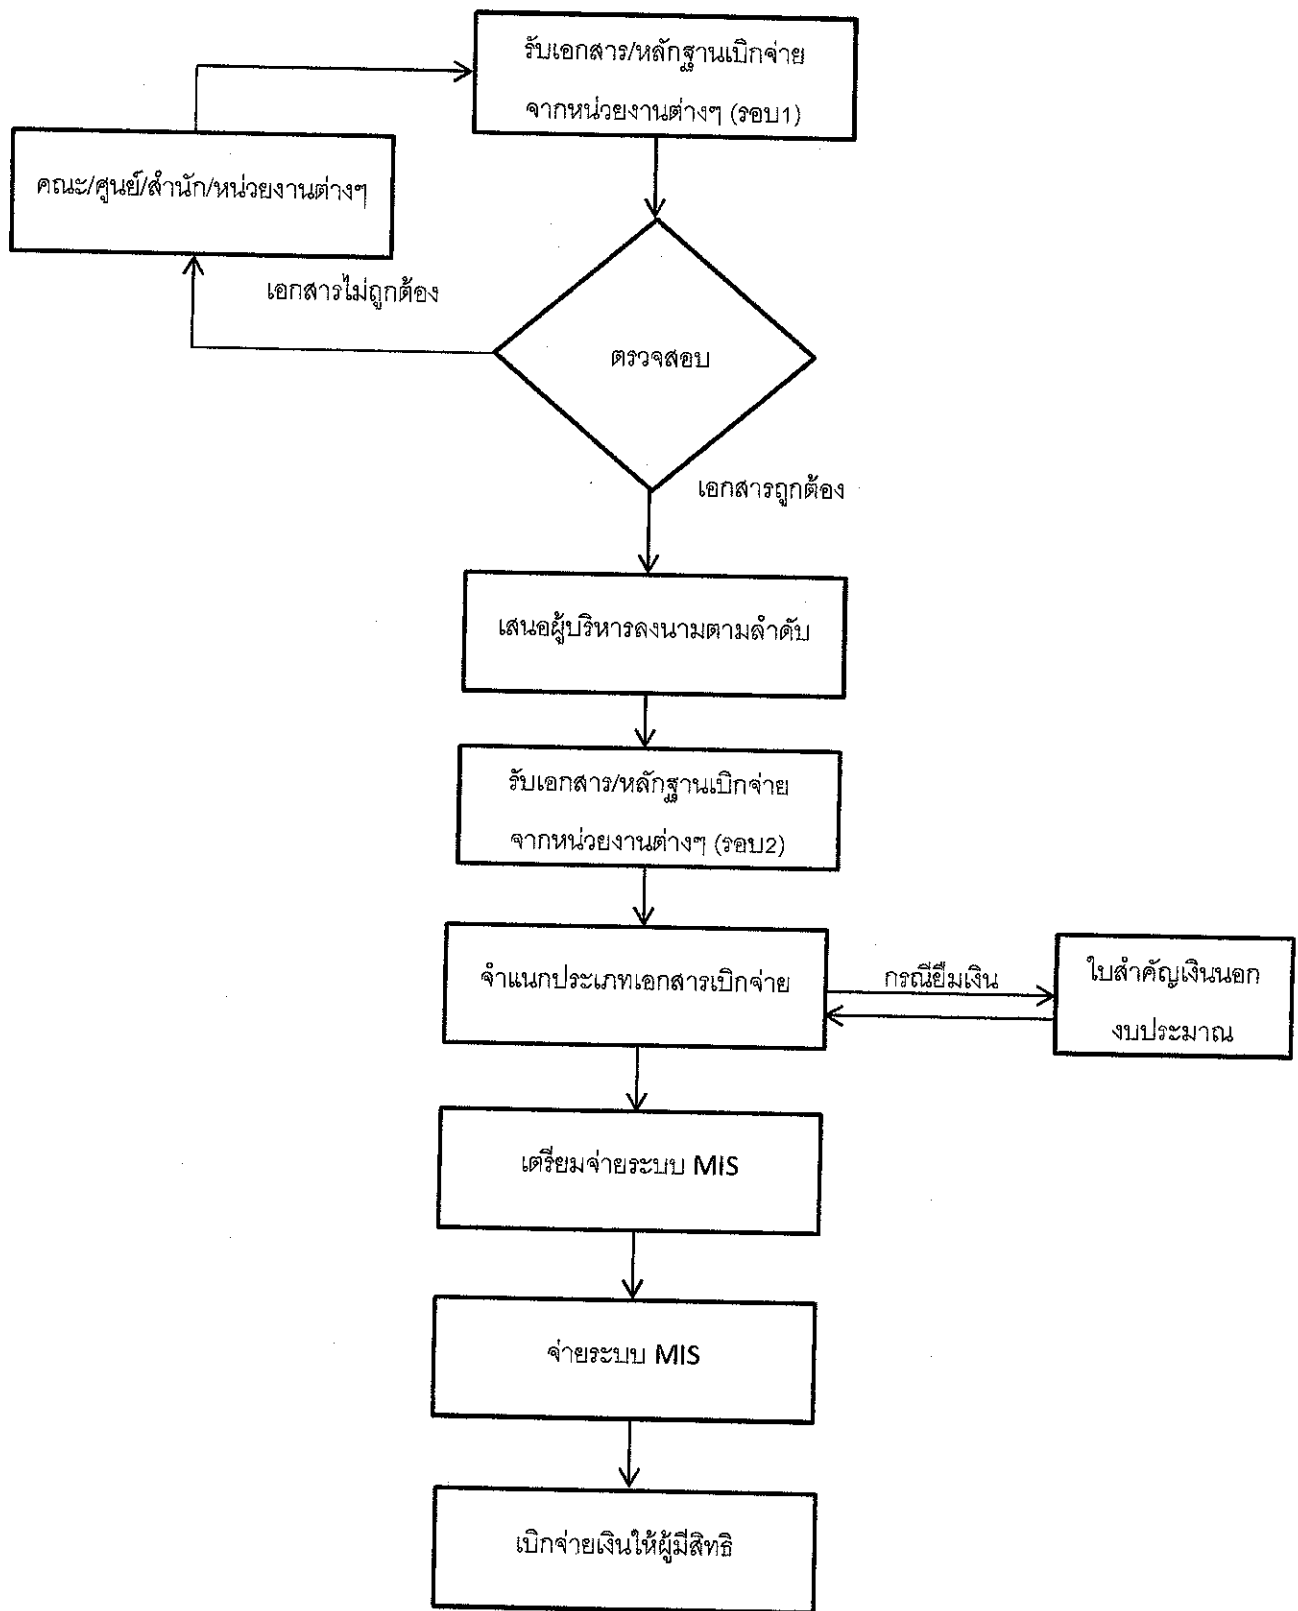 รับเอกสาร/หลักฐานเบิกจ่าย
จากหน่วยงานต่างๆ (รอบ1)
คณะ/ศูนย์/สำนัก/หน่วยงานต่างๆ
เอกสารไม่ถูกต้อง
ตรวจสอบ
เอกสารถูกต้อง
เสนอผู้บริหารลงนามตามลำดับ
รับเอกสาร/หลักฐานเบิกจ่าย
จากหน่วยงานต่างๆ (รอบ2)
จำแนกประเภทเอกสารเบิกจ่าย
กรณียืมเงิน
ใบสำคัญเงินนอก
งบประมาณ
เตรียมจ่ายระบบ MIS
จ่ายระบบ MIS
เบิกจ่ายเงินให้ผู้มีสิทธิ